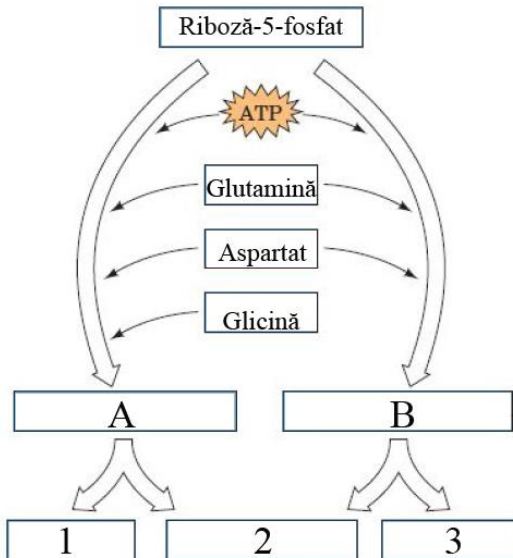 Riboză-5-fosfat
ATP
Glutamină
Aspartat
Glicină
A
B
1
2
3